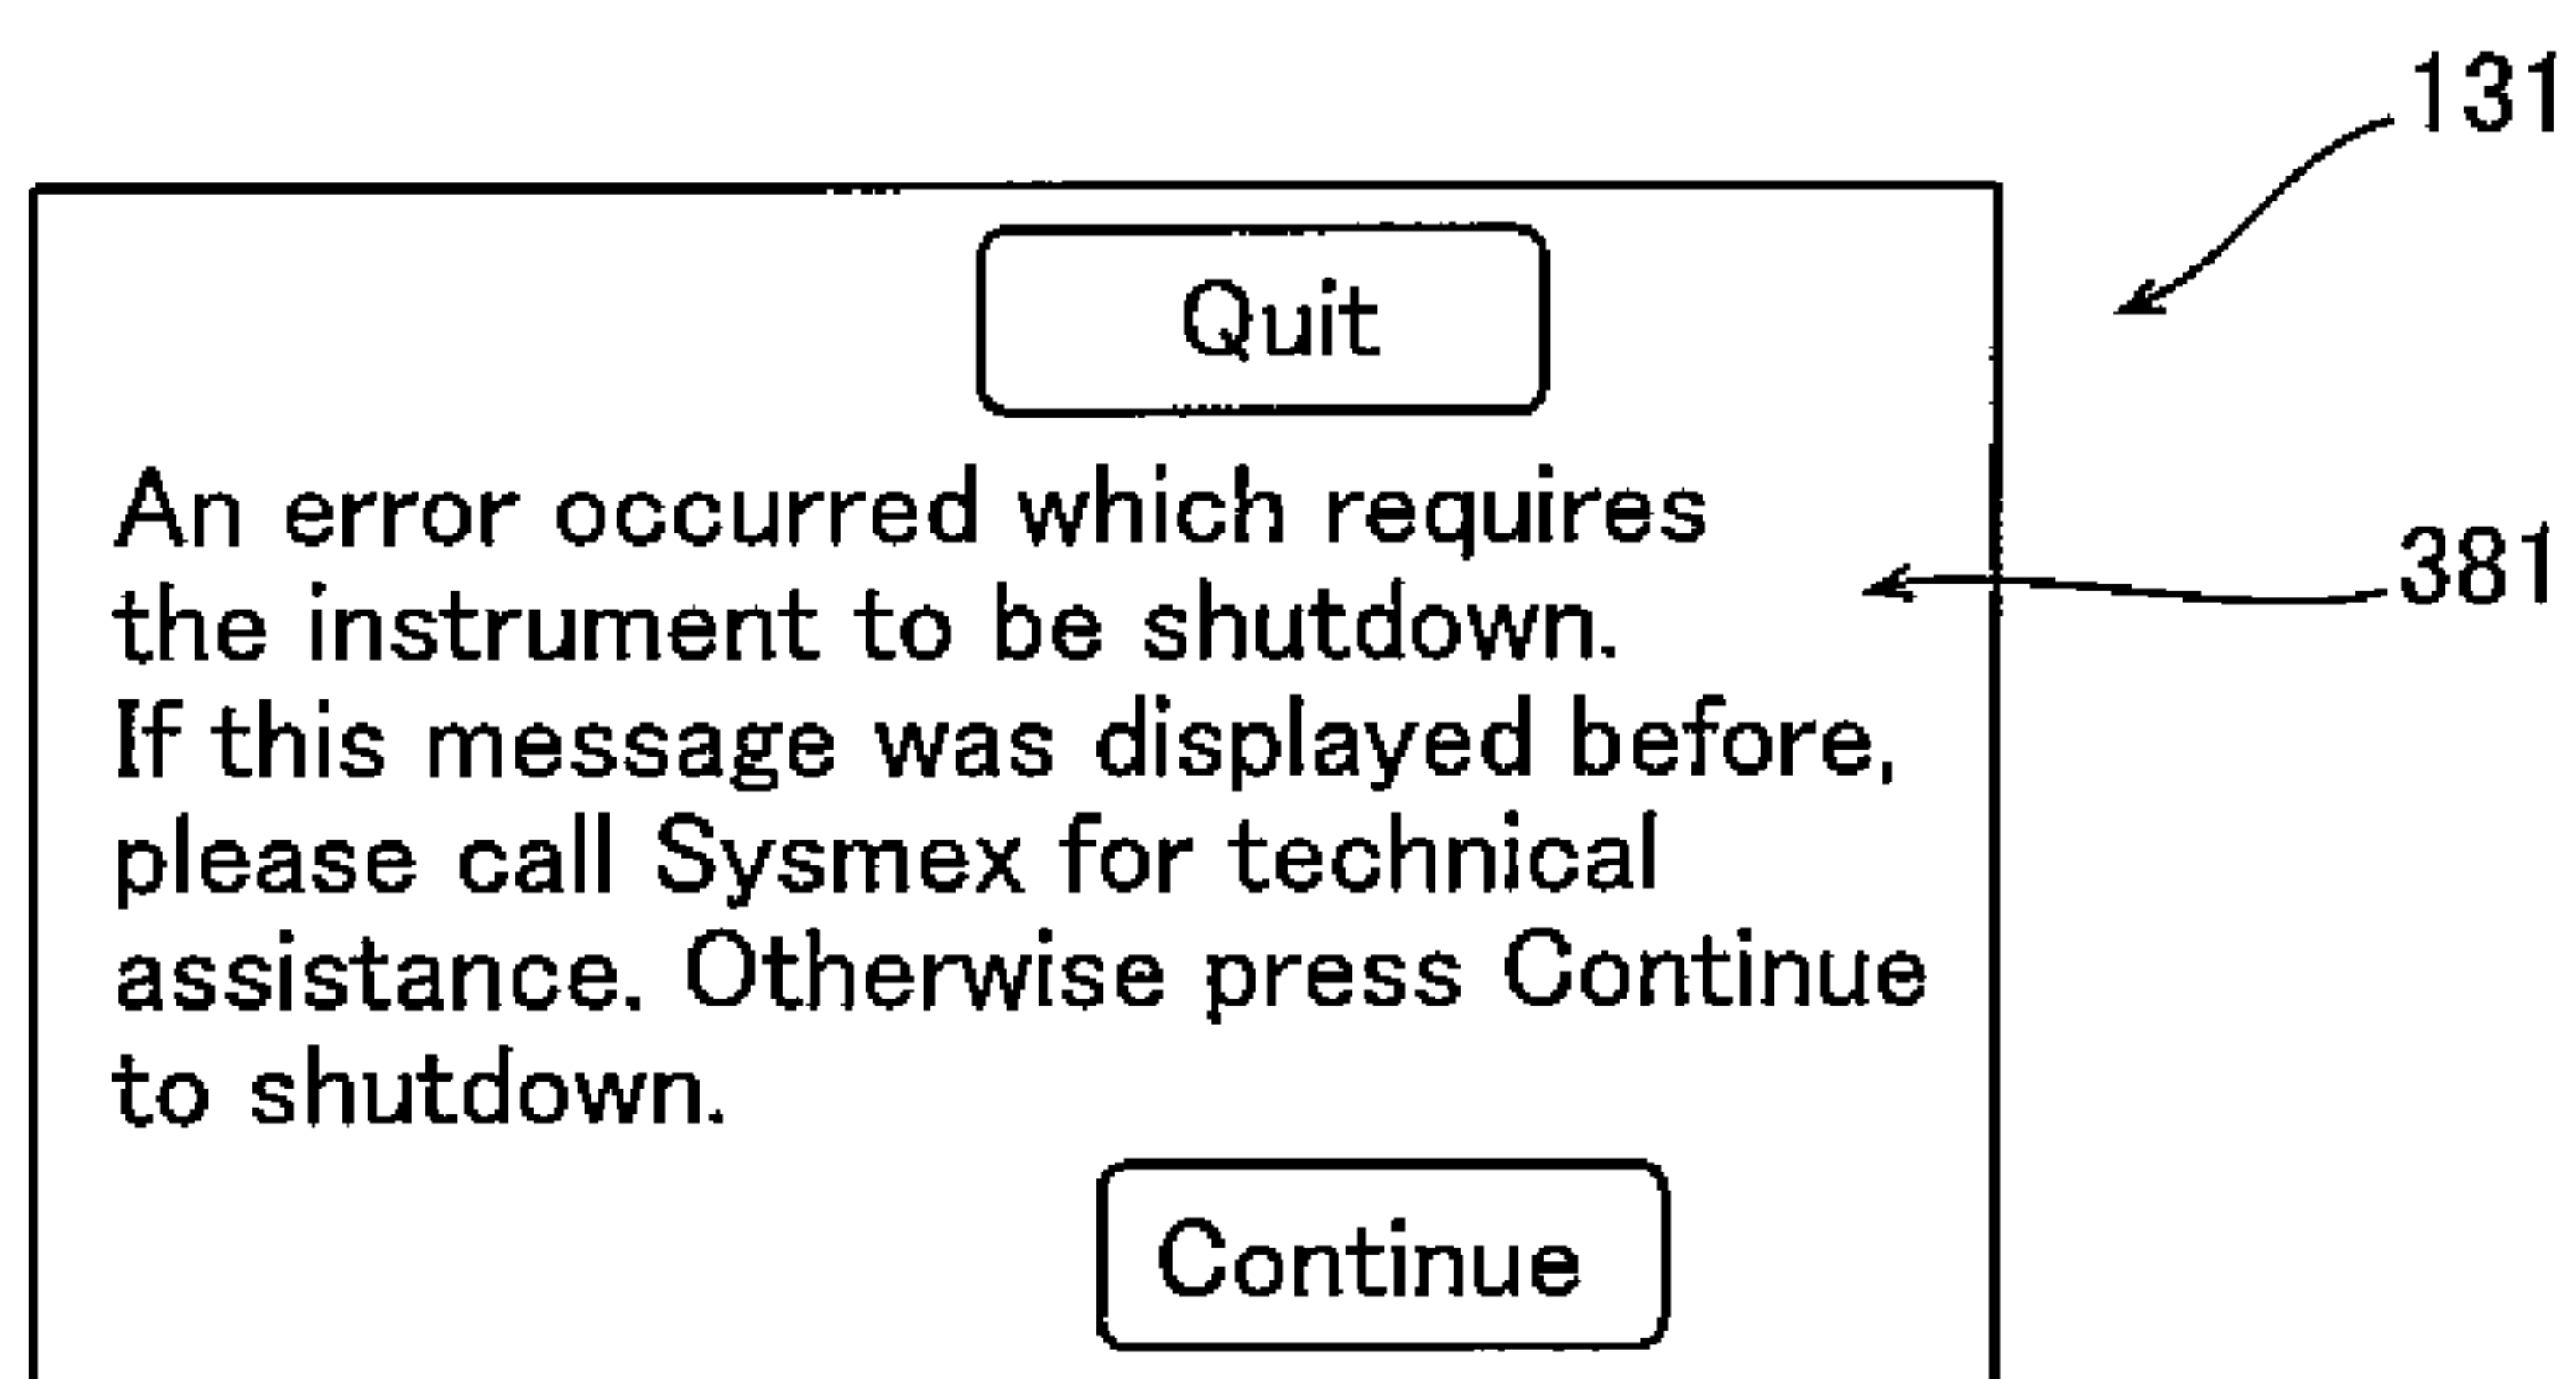 131
Quit
An error occurred which requires
the instrument to be shutdown.
381
If this message was displayed before,
please call Sysmex for technical
assistance. Otherwise press Continue
to shutdown.
Continue